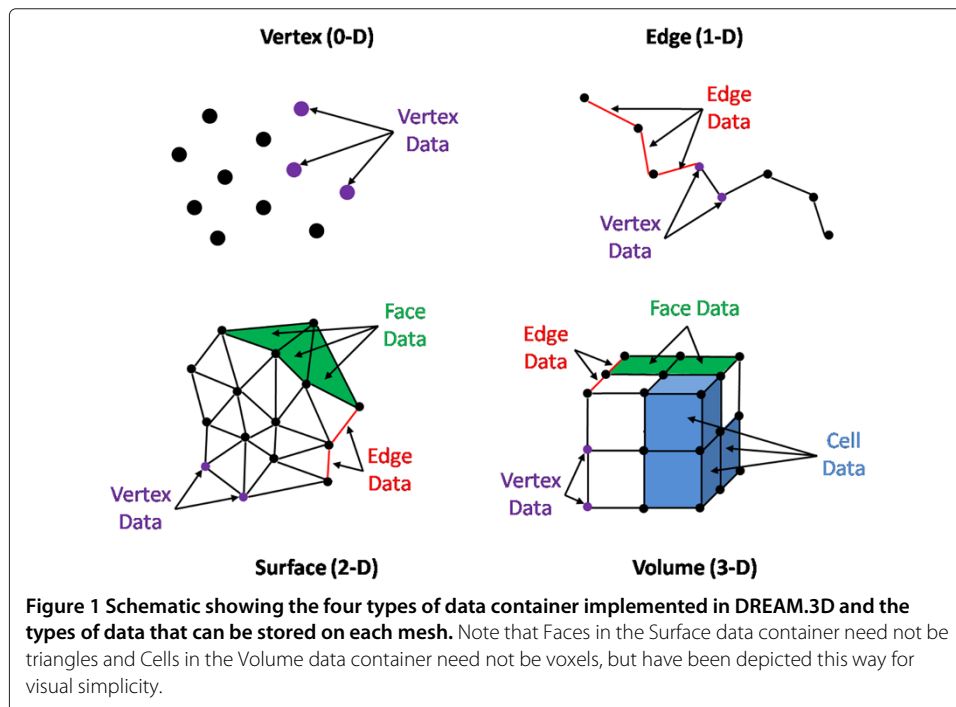 Vertex (0-D)
Edge (1-D)
Vertex
Data
Edge
Data
Vertex
Data
Face
Data
Edge
Data
Vertex
Data
Face Data
Edge
Data
Cell
Data
Vertex
Data
Surface (2-D)
Volume (3-D)
Figure 1 Schematic showing the four types of data container implemented in DREAM.3D and the
types of data that can be stored on each mesh. Note that Faces in the Surface data container need not be
triangles and Cells in the Volume data container need not be voxels, but have been depicted this way for
visual simplicity.